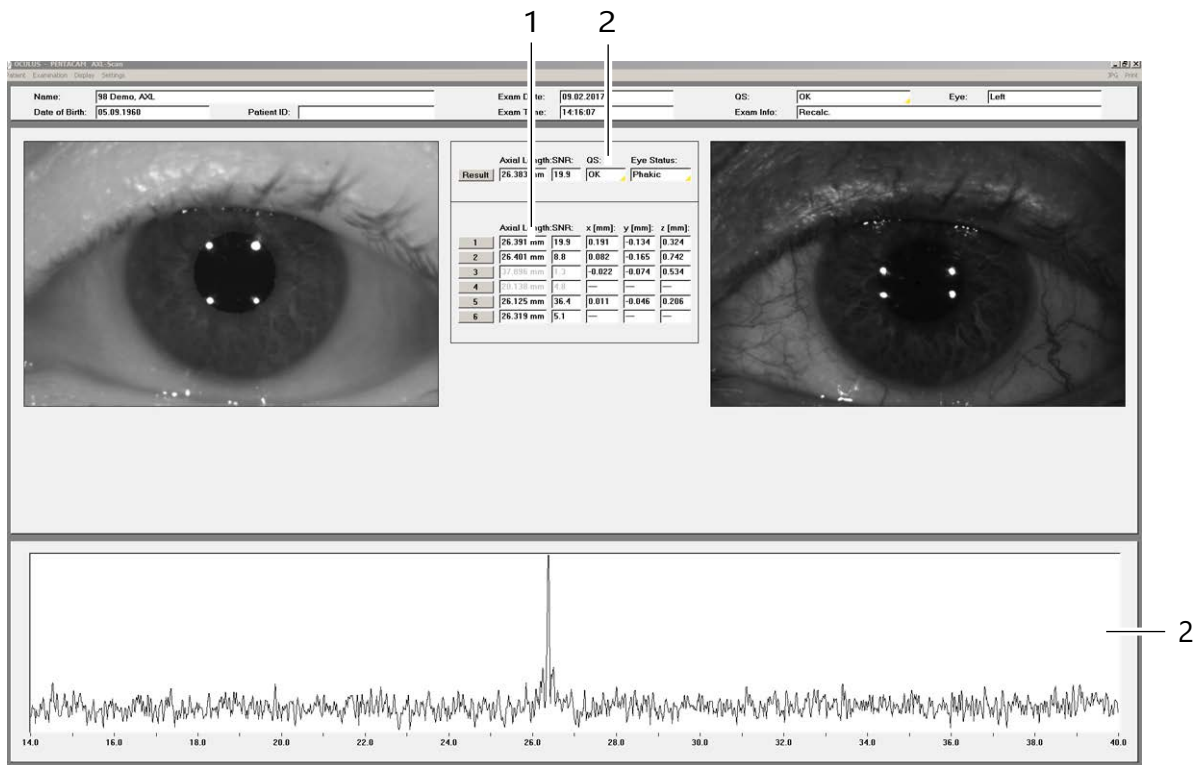 1 2
OCULUS - PENTACAM AXL-Scan
Patient Examination Display Settings JPG Print
Name: 98 Demo, AXL Exam Date: 09.02.2017 QS: OK Eye: Left
Date of Birth: 05.09.1960 Patient ID: Exam Time: 14:16:07 Exam Info: Recalc.
Axial Length: SNR: QS: Eye Status:
Result 26.383 mm 19.9 OK Phakic
Axial Length: SNR: x [mm]: y [mm]: z [mm]:
1 26.391 mm 19.9 0.191 -0.134 0.324
2 26.401 mm 8.8 0.082 -0.165 0.742
3 mm 1.3 -0.022 -0.074 0.534
4 mm 4.8 — — —
5 26.125 mm 36.4 0.011 -0.046 0.206
6 26.319 mm 5.1 — — —
2
14.0 16.0 18.0 20.0 22.0 24.0 26.0 28.0 30.0 32.0 34.0 36.0 38.0 40.0